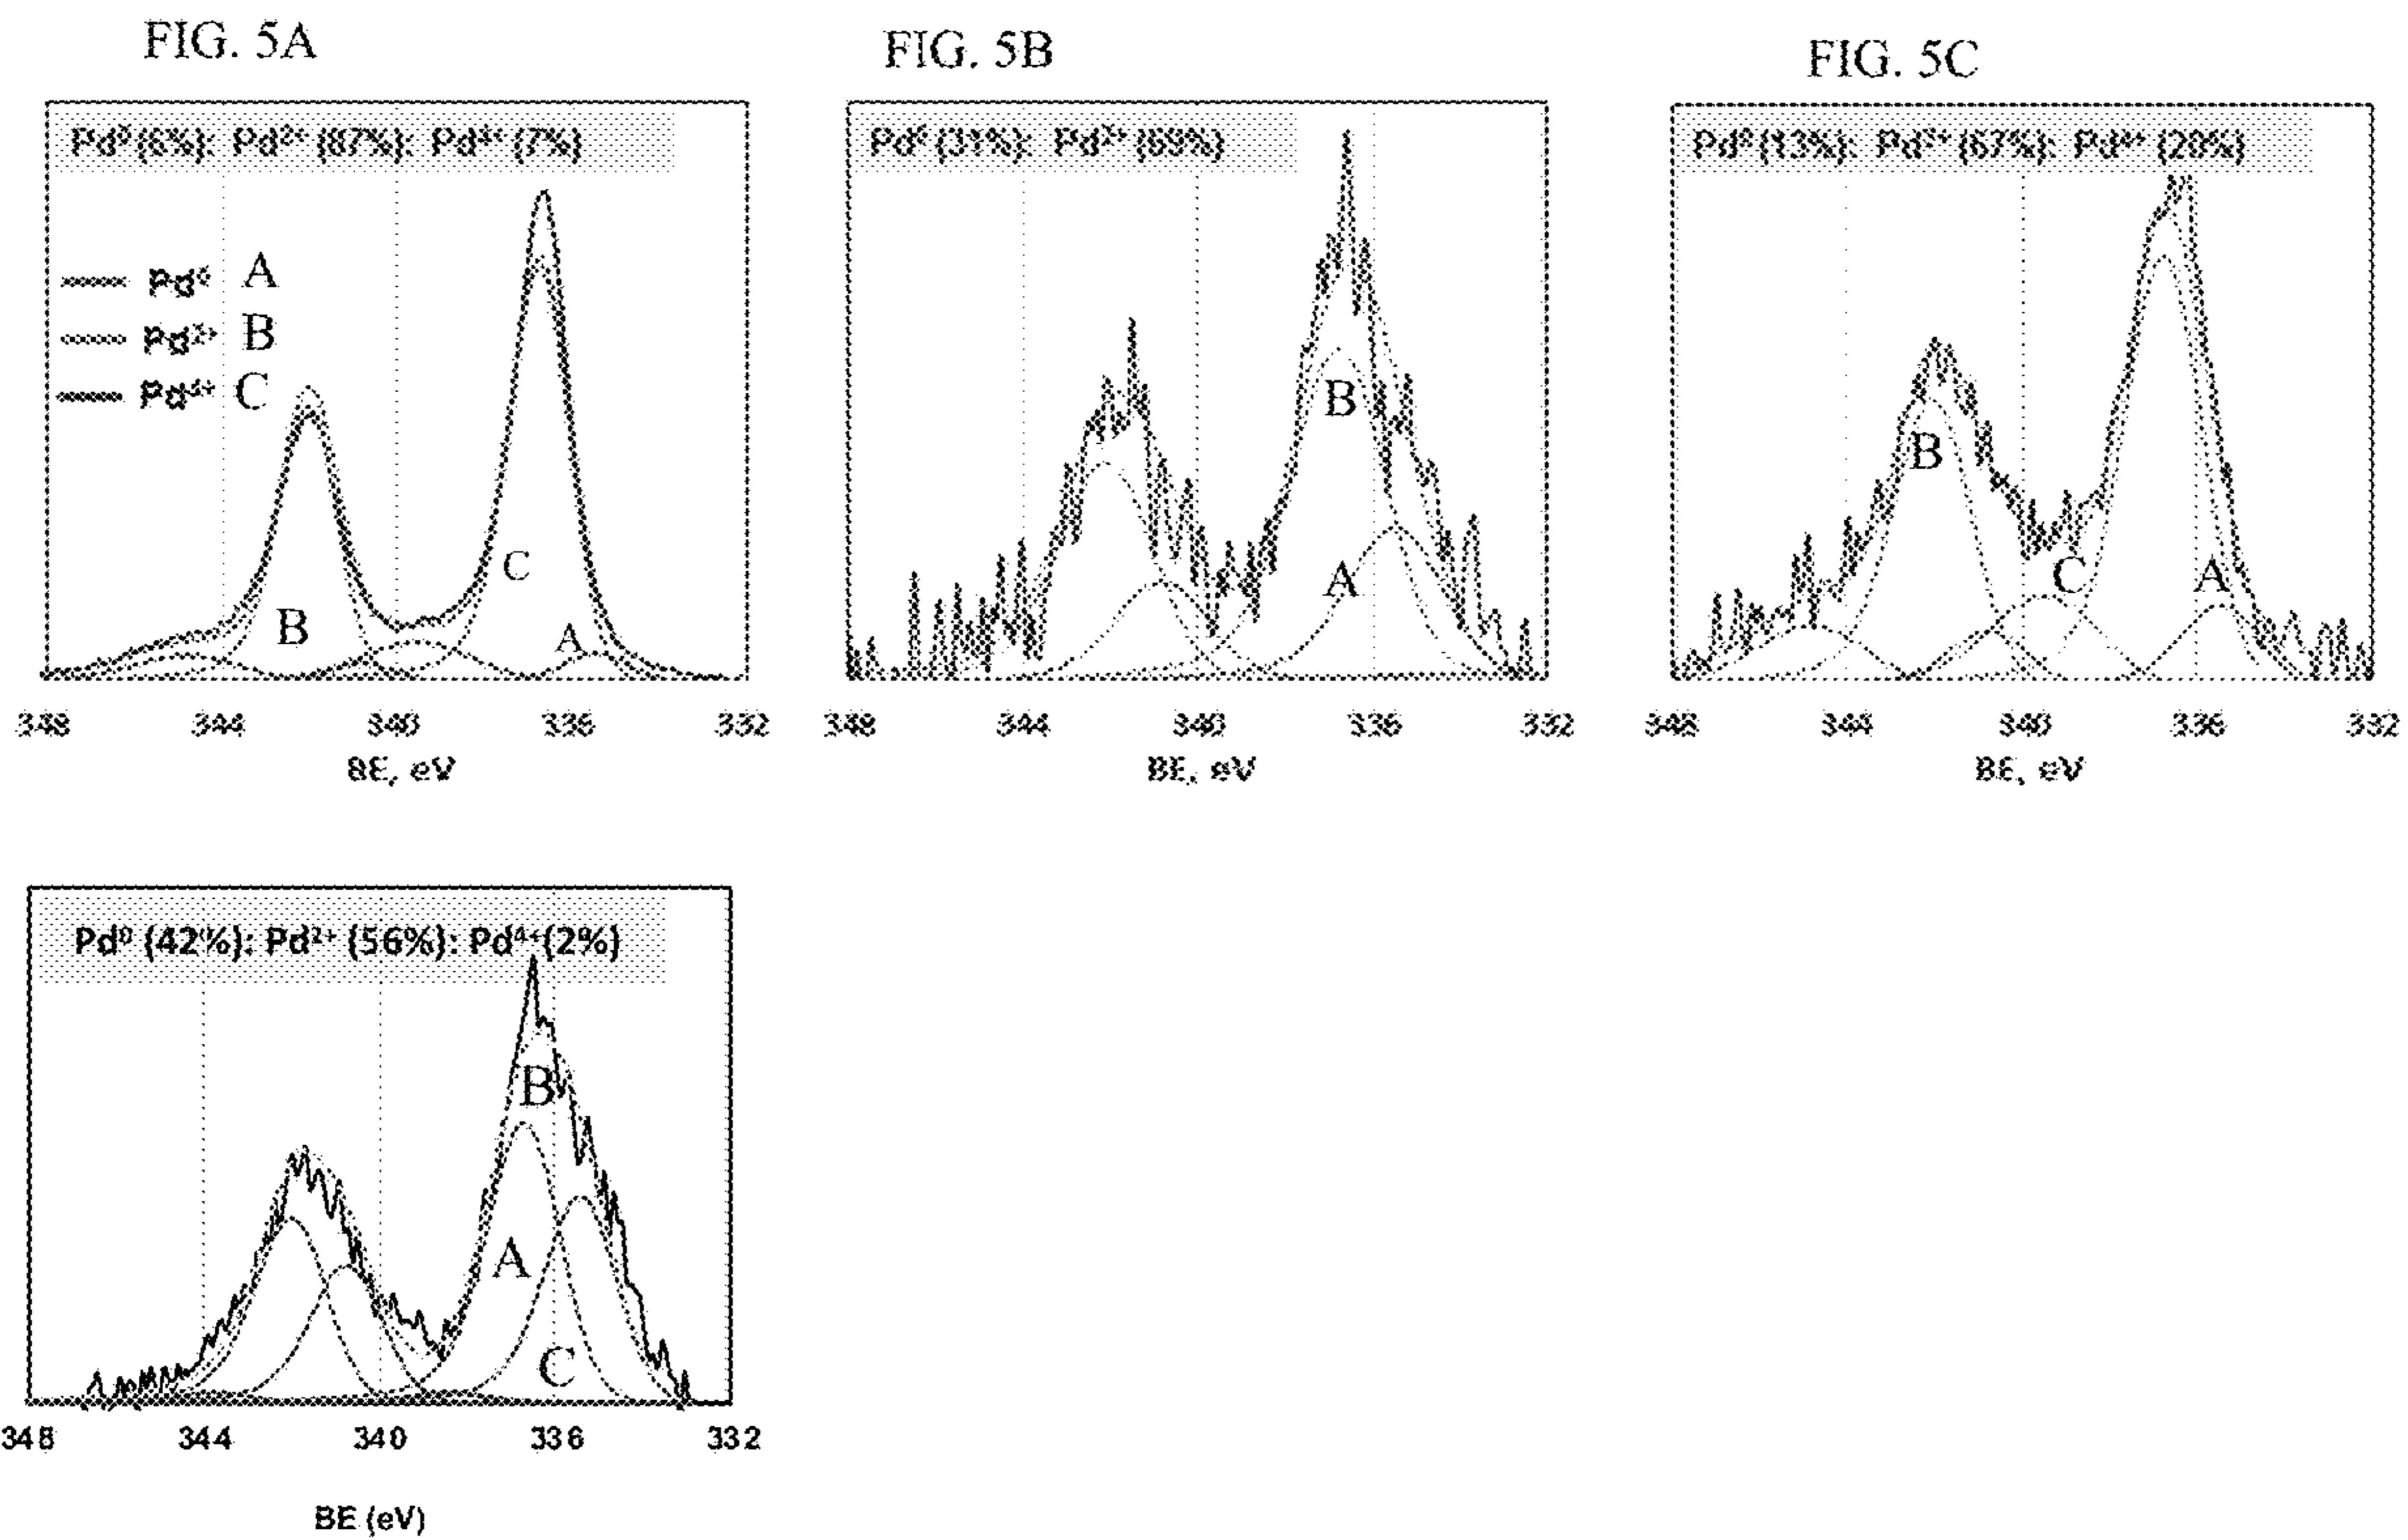 FIG. 5A
Pd⁰ (6%): Pd²⁺ (87%): Pd⁴⁺ (7%)
Pd⁰ A
Pd²⁺ B
Pd⁴⁺ C
C
B
A
348 344 340 336 332
BE, eV
FIG. 5B
Pd⁰ (31%): Pd²⁺ (69%)
B
A
348 344 340 336 332
BE, eV
FIG. 5C
Pd⁰ (13%): Pd²⁺ (67%): Pd⁴⁺ (20%)
B
C A
348 344 340 336 332
BE, eV
Pd⁰ (42%): Pd²⁺ (56%): Pd⁴⁺(2%)
B
A
C
348 344 340 336 332
BE (eV)